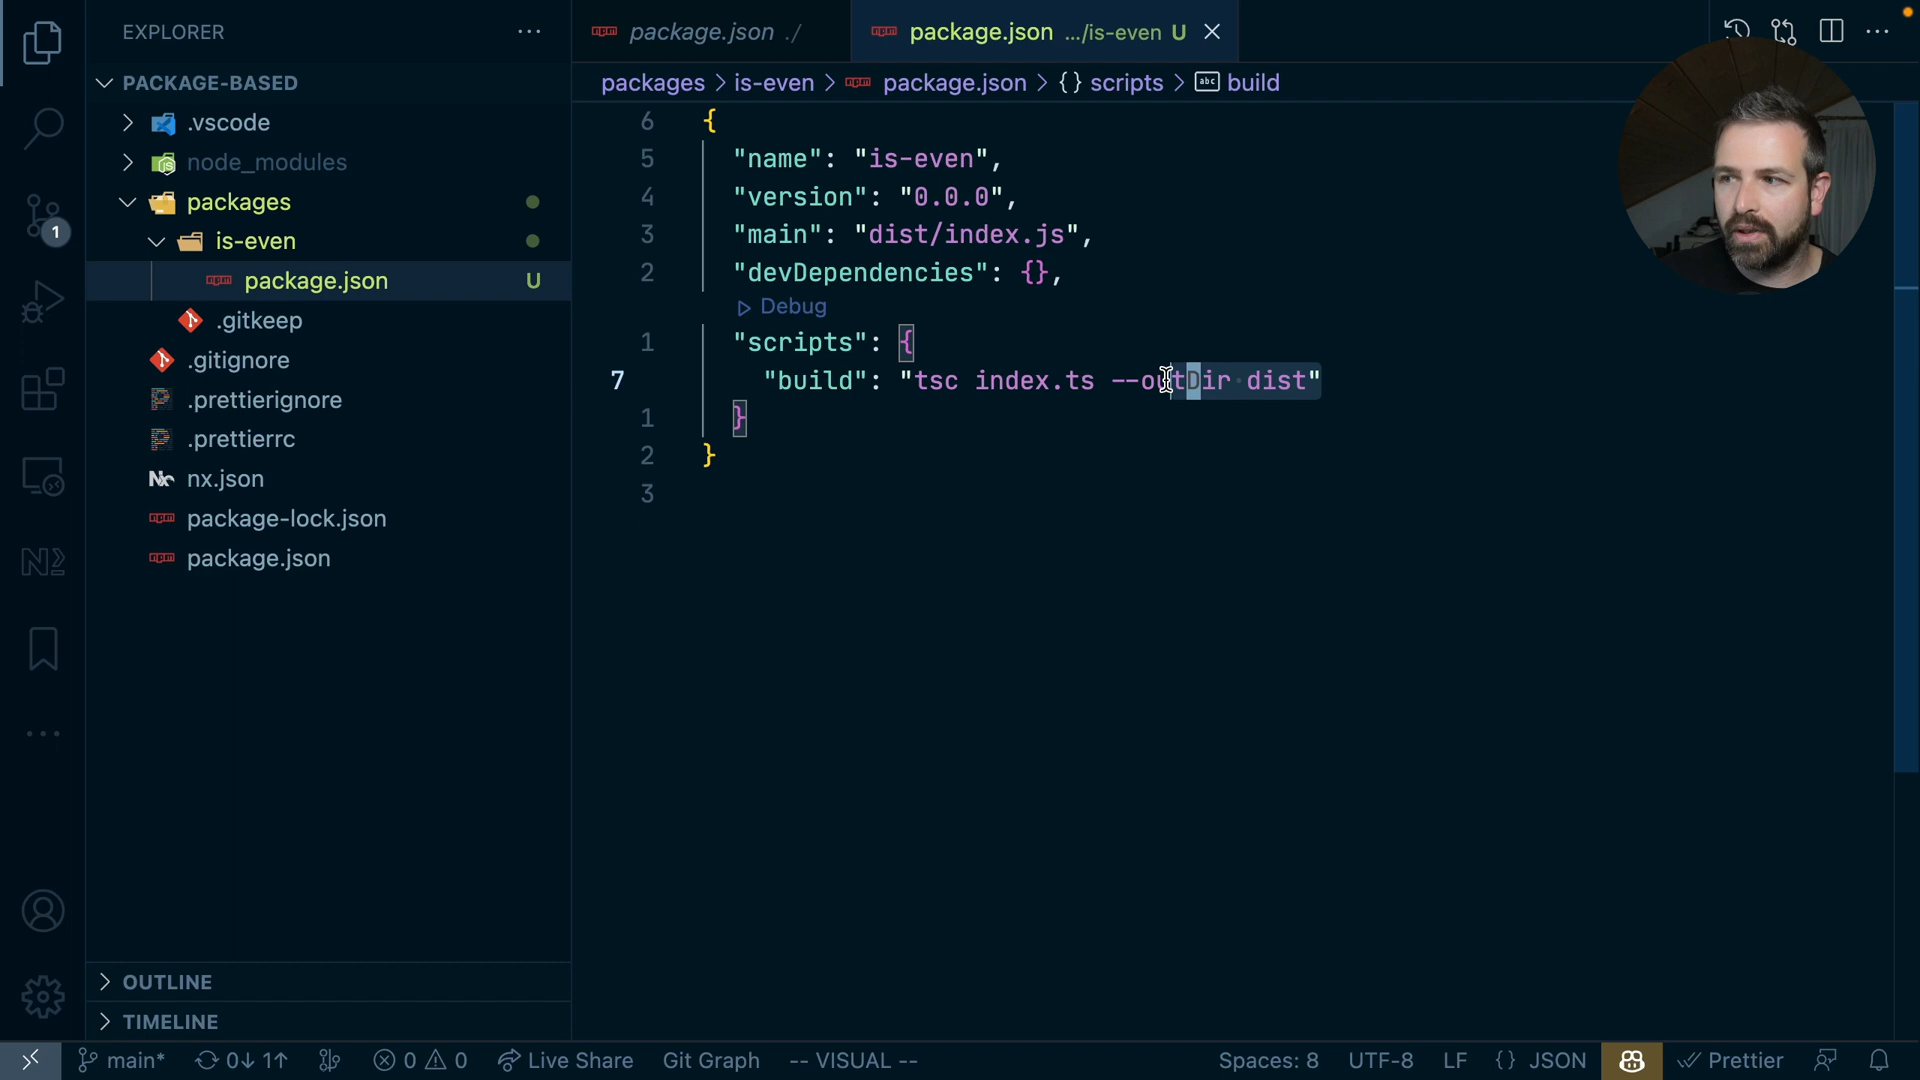 EXPLORER
PACKAGE-BASED
.vscode
node_modules
packages
is-even
package.json U
.gitkeep
.gitignore
.prettierignore
.prettierrc
nx.json
package-lock.json
package.json
OUTLINE
TIMELINE
1
package.json ./
package.json .../is-even U
packages > is-even > package.json > {} scripts > abc build
6 {
5 "name": "is-even",
4 "version": "0.0.0",
3 "main": "dist/index.js",
2 "devDependencies": {},
Debug
1 "scripts": {
7 "build": "tsc index.ts --outDir dist"
1 }
2 }
3
main* 0↓ 1↑ 0 0 Live Share Git Graph -- VISUAL -- Spaces: 8 UTF-8 LF {} JSON Prettier